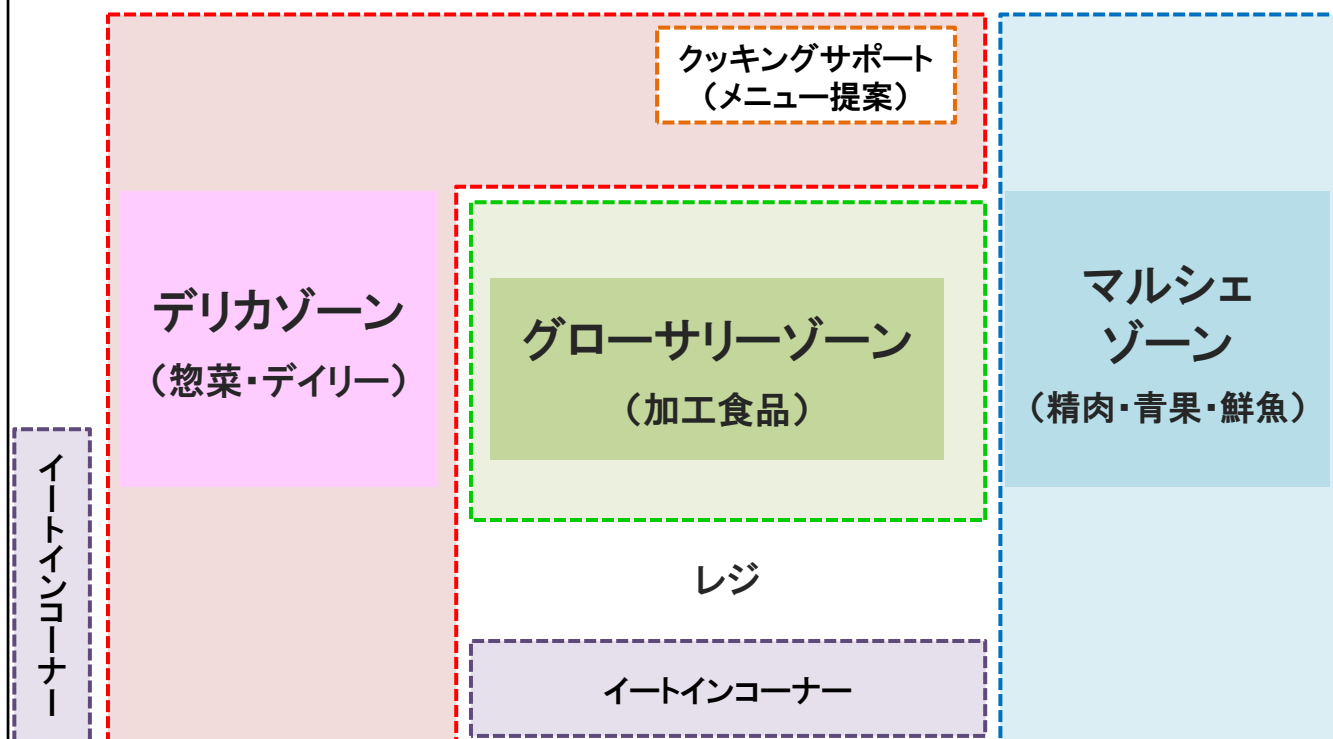 クッキングサポート
（メニュー提案）
デリカゾーン
（惣菜・デイリー）
グローサリーゾーン
（加工食品）
マルシェ
ゾーン
（精肉・青果・鮮魚）
イートインコーナー
レジ
イートインコーナー